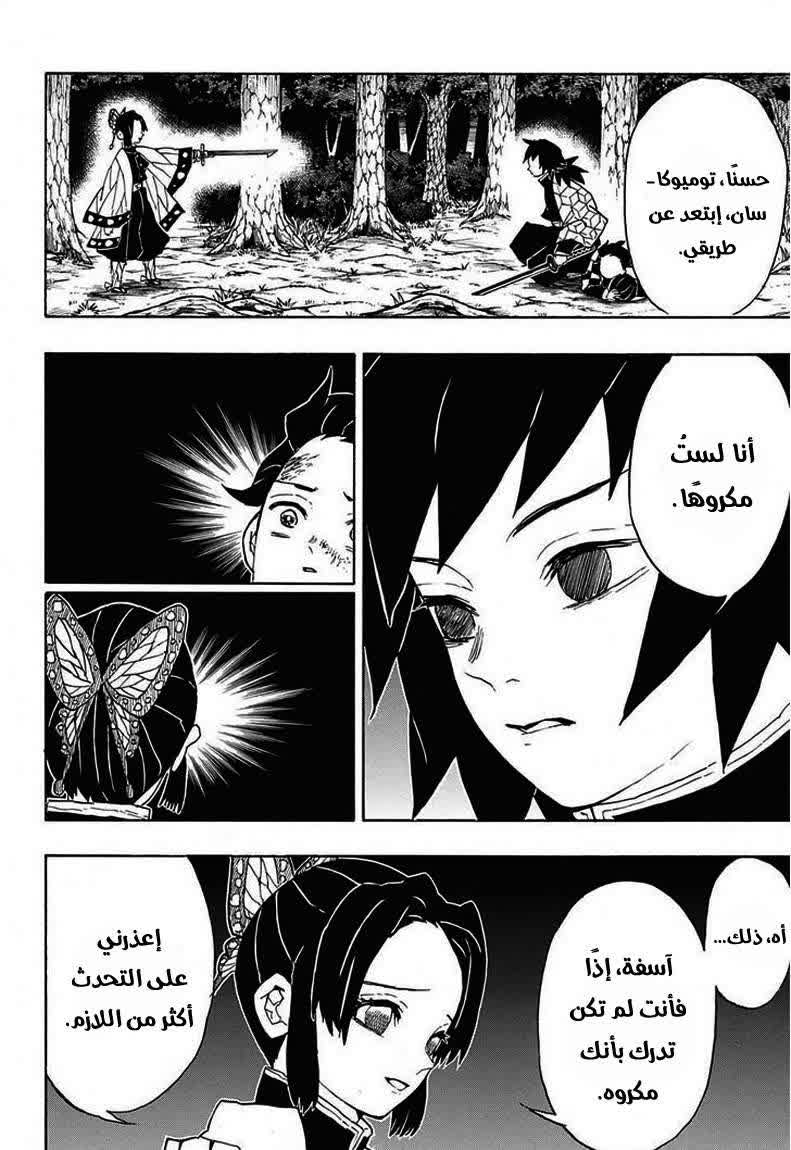 حسنًا، توميوكا-
سان، إبتعد عن
طريقي.
أنا لستُ
مكروهًا.
أه، ذلك...
آسفة، إذًا
فأنت لم تكن
تدرك بأنك
مكروه.
إعذرني
على التحدث
أكثر من اللازم.